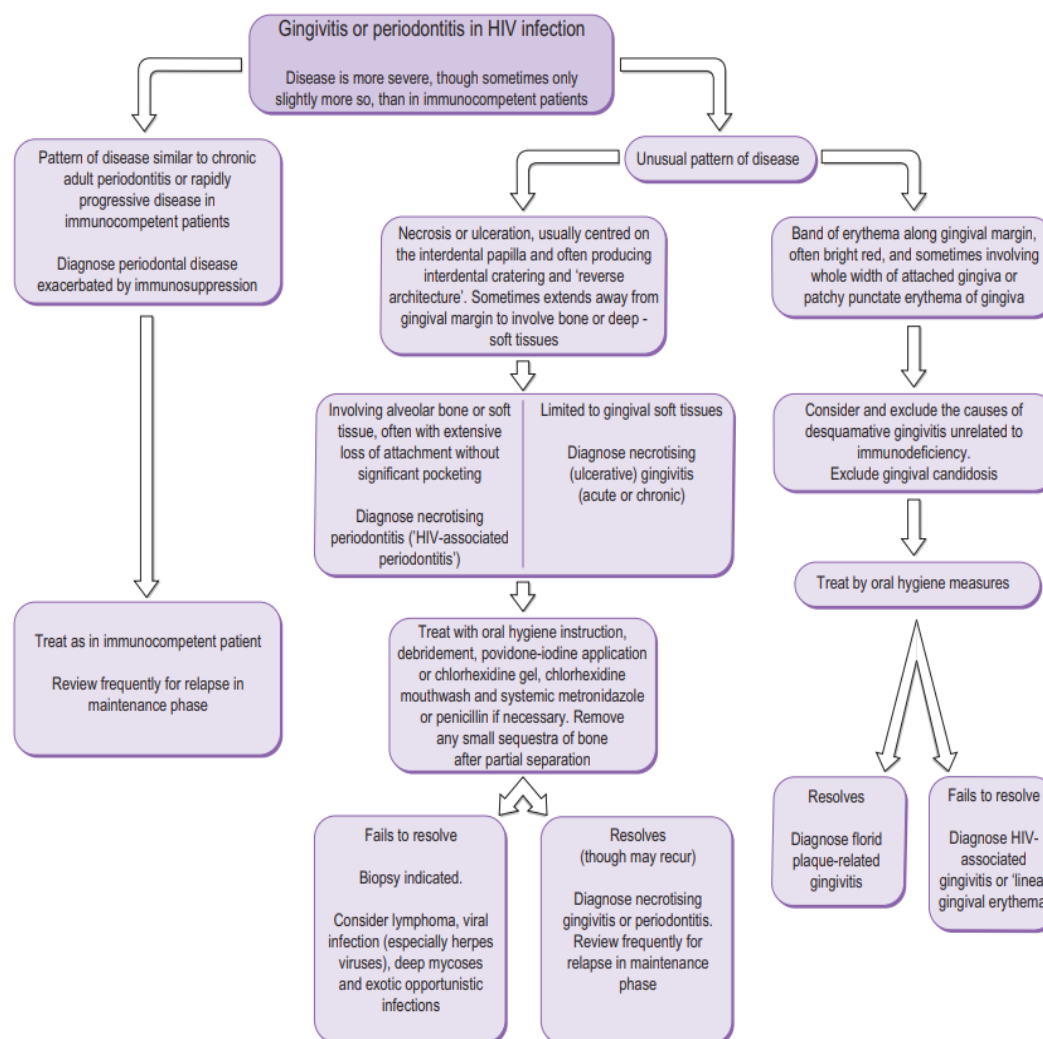 Gingivitis or periodontitis in HIV infection
Disease is more severe, though sometimes only
slightly more so, than in immunocompetent patients
Pattern of disease similar to chronic
adult periodontitis or rapidly
progressive disease in
immunocompetent patients
Diagnose periodontal disease
exacerbated by immunosuppression
Treat as in immunocompetent patient
Review frequently for relapse in
maintenance phase
Unusual pattern of disease
Necrosis or ulceration, usually centred on
the interdental papilla and often producing
interdental cratering and ‘reverse
architecture’. Sometimes extends away from
gingival margin to involve bone or deep -
soft tissues
Involving alveolar bone or soft
tissue, often with extensive
loss of attachment without
significant pocketing
Diagnose necrotising
periodontitis (’HIV-associated
periodontitis’)
Limited to gingival soft tissues
Diagnose necrotising
(ulcerative) gingivitis
(acute or chronic)
Treat with oral hygiene instruction,
debridement, povidone-iodine application
or chlorhexidine gel, chlorhexidine
mouthwash and systemic metronidazole
or penicillin if necessary. Remove
any small sequestra of bone
after partial separation
Fails to resolve
Biopsy indicated.
Consider lymphoma, viral
infection (especially herpes
viruses), deep mycoses
and exotic opportunistic
infections
Resolves
(though may recur)
Diagnose necrotising
gingivitis or periodontitis.
Review frequently for
relapse in maintenance
phase
Band of erythema along gingival margin,
often bright red, and sometimes involving
whole width of attached gingiva or
patchy punctate erythema of gingiva
Consider and exclude the causes of
desquamative gingivitis unrelated to
immunodeficiency.
Exclude gingival candidosis
Treat by oral hygiene measures
Resolves
Diagnose florid
plaque-related
gingivitis
Fails to resolve
Diagnose HIV-
associated
gingivitis or ‘linea
gingival erythema